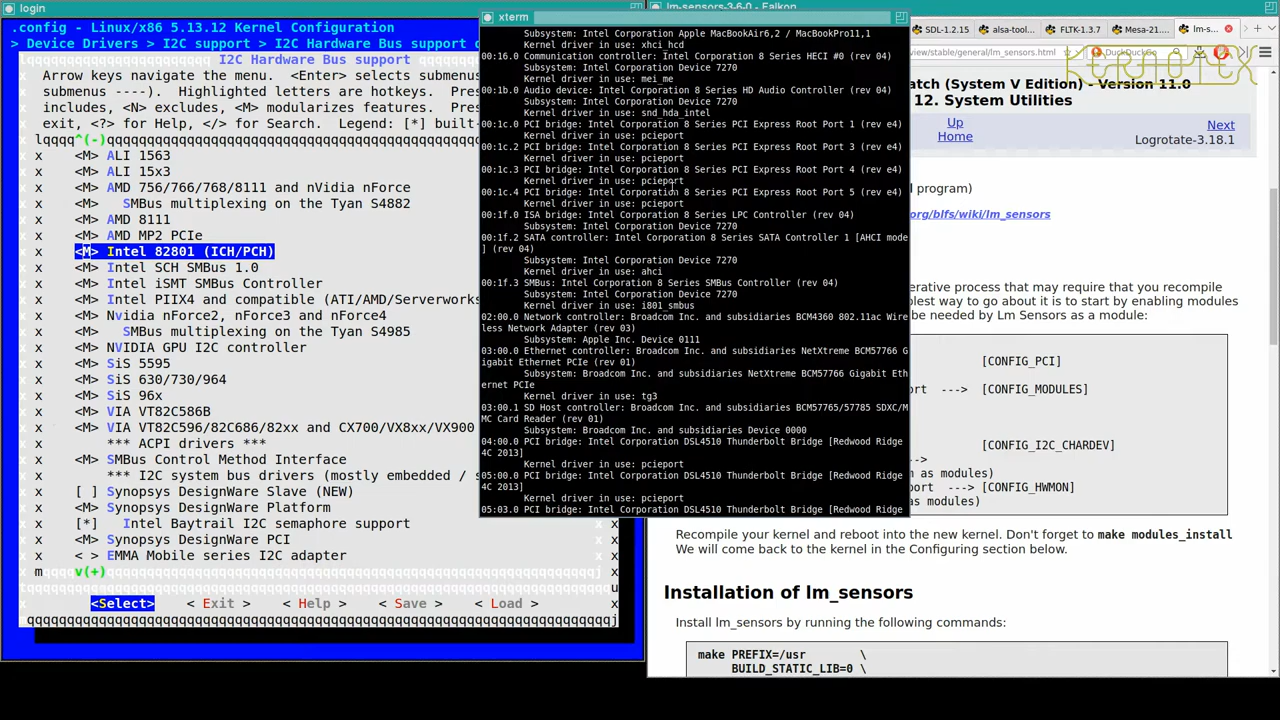 login
.config - Linux/x86 5.13.12 Kernel Configuration
> Device Drivers > I2C support > I2C Hardware Bus support
I2C Hardware Bus support
Arrow keys navigate the menu. <Enter> selects submenus
submenus ----). Highlighted letters are hotkeys.
includes, <N> excludes, <M> modularizes features.
exit, <?> for Help, </> for Search. Legend: [*] built-
lqqqq^(-)qqqqqqqqqqqqqqqqqqqqqqqqqqqqqqqqqqqqqqqqqqq
x <M> ALI 1563
x <M> ALI 15x3
x <M> AMD 756/766/768/8111 and nVidia nForce
x <M> SMBus multiplexing on the Tyan S4882
x <M> AMD 8111
x <M> AMD MP2 PCIe
x <M> Intel 82801 (ICH/PCH)
x <M> Intel SCH SMBus 1.0
x <M> Intel iSMT SMBus Controller
x <M> Intel PIIX4 and compatible (ATI/AMD/Serverworks
x <M> Nvidia nForce2, nForce3 and nForce4
x <M> SMBus multiplexing on the Tyan S4985
x <M> NVIDIA GPU I2C controller
x <M> SiS 5595
x <M> SiS 630/730/964
x <M> SiS 96x
x <M> VIA VT82C586B
x <M> VIA VT82C596/82C686/82xx and CX700/VX8xx/VX900
x *** ACPI drivers ***
x <M> SMBus Control Method Interface
x *** I2C system bus drivers (mostly embedded / s
x [ ] Synopsys DesignWare Slave (NEW)
x <M> Synopsys DesignWare Platform
x [*] Intel Baytrail I2C semaphore support
x <M> Synopsys DesignWare PCI
x < > EMMA Mobile series I2C adapter
m v(+)
<Select> < Exit > < Help > < Save > < Load >
xterm
Subsystem: Intel Corporation Apple MacBookAir6,2 / MacBookPro11,1
Kernel driver in use: xhci_hcd
00:16.0 Communication controller: Intel Corporation 8 Series HECI #0 (rev 04)
Subsystem: Intel Corporation Device 7270
Kernel driver in use: mei_me
00:1b.0 Audio device: Intel Corporation 8 Series HD Audio Controller (rev 04)
Subsystem: Intel Corporation Device 7270
Kernel driver in use: snd_hda_intel
00:1c.0 PCI bridge: Intel Corporation 8 Series PCI Express Root Port 1 (rev e4)
Kernel driver in use: pcieport
00:1c.2 PCI bridge: Intel Corporation 8 Series PCI Express Root Port 3 (rev e4)
Kernel driver in use: pcieport
00:1c.3 PCI bridge: Intel Corporation 8 Series PCI Express Root Port 4 (rev e4)
Kernel driver in use: pcieport
00:1c.4 PCI bridge: Intel Corporation 8 Series PCI Express Root Port 5 (rev e4)
Kernel driver in use: pcieport
00:1f.0 ISA bridge: Intel Corporation 8 Series LPC Controller (rev 04)
Subsystem: Intel Corporation Device 7270
00:1f.2 SATA controller: Intel Corporation 8 Series SATA Controller 1 [AHCI mode
] (rev 04)
Subsystem: Intel Corporation Device 7270
Kernel driver in use: ahci
00:1f.3 SMBus: Intel Corporation 8 Series SMBus Controller (rev 04)
Subsystem: Intel Corporation Device 7270
Kernel driver in use: i801_smbus
02:00.0 Network controller: Broadcom Inc. and subsidiaries BCM4360 802.11ac Wire
less Network Adapter (rev 03)
Subsystem: Apple Inc. Device 0111
03:00.0 Ethernet controller: Broadcom Inc. and subsidiaries NetXtreme BCM57766 G
igabit Ethernet PCIe (rev 01)
Subsystem: Broadcom Inc. and subsidiaries NetXtreme BCM57766 Gigabit Eth
ernet PCIe
Kernel driver in use: tg3
03:00.1 SD Host controller: Broadcom Inc. and subsidiaries BCM57765/57785 SDXC/M
MC Card Reader (rev 01)
Subsystem: Broadcom Inc. and subsidiaries Device 0000
04:00.0 PCI bridge: Intel Corporation DSL4510 Thunderbolt Bridge [Redwood Ridge
4C 2013]
Kernel driver in use: pcieport
05:00.0 PCI bridge: Intel Corporation DSL4510 Thunderbolt Bridge [Redwood Ridge
4C 2013]
Kernel driver in use: pcieport
05:03.0 PCI bridge: Intel Corporation DSL4510 Thunderbolt Bridge [Redwood Ridge
lm-sensors-3-6-0 - Falkon
SDL-1.2.15 alsa-tool... FLTK-1.3.7 Mesa-21.... lm-s...
view/stable/general/lm_sensors.html DuckDuckGo
KERNOTEX
atch (System V Edition) - Version 11.0
12. System Utilities
Up
Home
Next
Logrotate-3.18.1
program)
org/blfs/wiki/lm_sensors
erative process that may require that you recompile
plest way to go about it is to start by enabling modules
be needed by Lm Sensors as a module:
[CONFIG_PCI]
port ---> [CONFIG_MODULES]
[CONFIG_I2C_CHARDEV]
-->
m as modules)
ort ---> [CONFIG_HWMON]
as modules)
Recompile your kernel and reboot into the new kernel. Don't forget to make modules_install
We will come back to the kernel in the Configuring section below.
Installation of lm_sensors
Install lm_sensors by running the following commands:
make PREFIX=/usr \
BUILD_STATIC_LIB=0 \